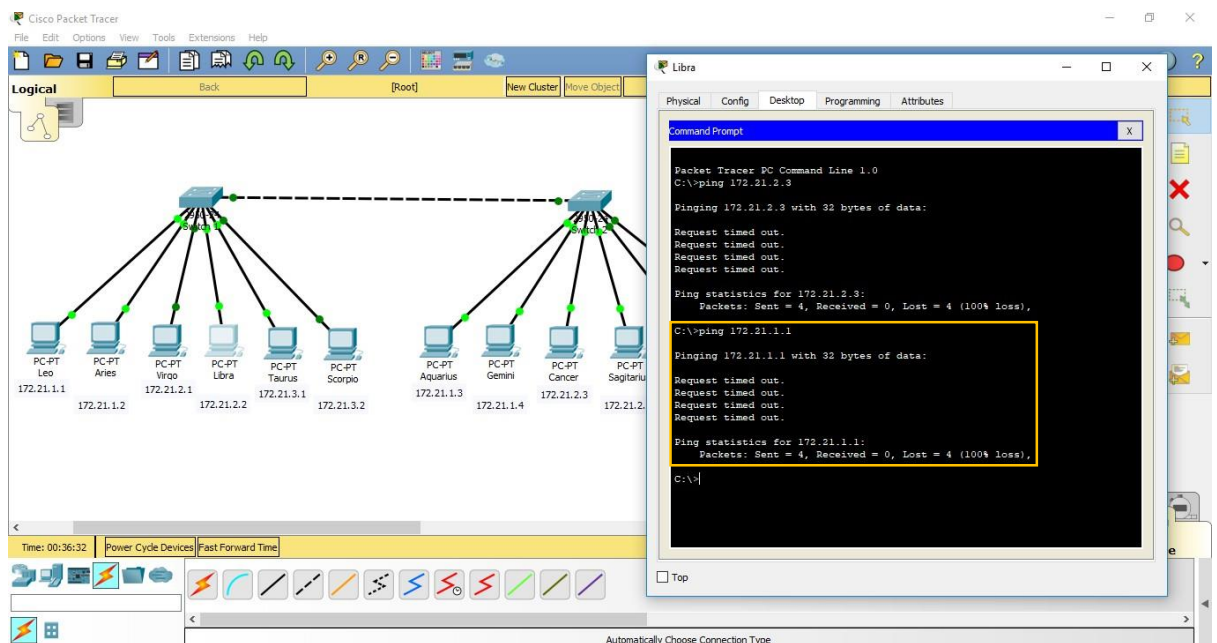 Cisco Packet Tracer
File Edit Options View Tools Extensions Help
Logical
Back
[Root]
New Cluster
Move Object
Switch 1
Switch 2
PC-PT
Leo
172.21.1.1
PC-PT
Aries
172.21.1.2
PC-PT
Virgo
172.21.2.1
PC-PT
Libra
172.21.2.2
PC-PT
Taurus
172.21.3.1
PC-PT
Scorpio
172.21.3.2
PC-PT
Aquarius
172.21.1.3
PC-PT
Gemini
172.21.1.4
PC-PT
Cancer
172.21.2.3
PC-PT
Sagitariu
172.21.2.
Libra
Physical Config Desktop Programming Attributes
Command Prompt
X
Packet Tracer PC Command Line 1.0
C:\>ping 172.21.2.3
Pinging 172.21.2.3 with 32 bytes of data:
Request timed out.
Request timed out.
Request timed out.
Request timed out.
Ping statistics for 172.21.2.3:
Packets: Sent = 4, Received = 0, Lost = 4 (100% loss),
C:\>ping 172.21.1.1
Pinging 172.21.1.1 with 32 bytes of data:
Request timed out.
Request timed out.
Request timed out.
Request timed out.
Ping statistics for 172.21.1.1:
Packets: Sent = 4, Received = 0, Lost = 4 (100% loss),
C:\>
Top
Time: 00:36:32
Power Cycle Devices
Fast Forward Time
e
Automatically Choose Connection Type